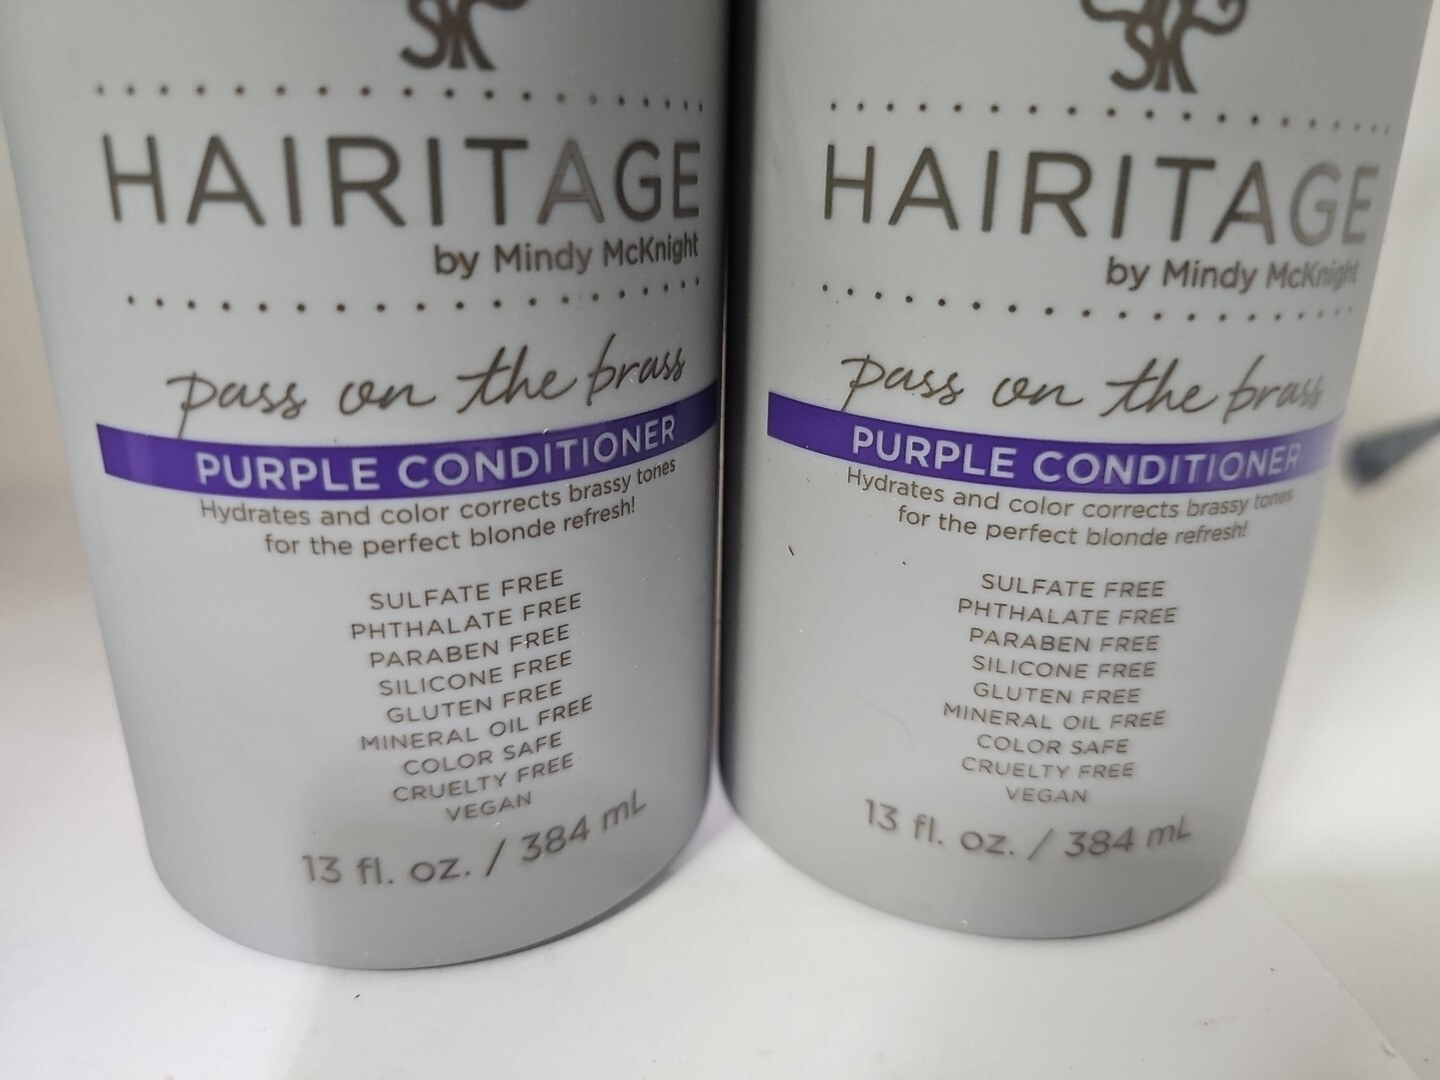 SK
HAIRITAGE
by Mindy McKnight
pass on the brass
PURPLE CONDITIONER
Hydrates and color corrects brassy tones
for the perfect blonde refresh!
SULFATE FREE
PHTHALATE FREE
PARABEN FREE
SILICONE FREE
GLUTEN FREE
MINERAL OIL FREE
COLOR SAFE
CRUELTY FREE
VEGAN
13 fl. oz. / 384 mL
SK
HAIRITAGE
by Mindy McKnight
pass on the brass
PURPLE CONDITIONER
Hydrates and color corrects brassy tones
for the perfect blonde refresh!
SULFATE FREE
PHTHALATE FREE
PARABEN FREE
SILICONE FREE
GLUTEN FREE
MINERAL OIL FREE
COLOR SAFE
CRUELTY FREE
VEGAN
13 fl. oz. / 384 mL